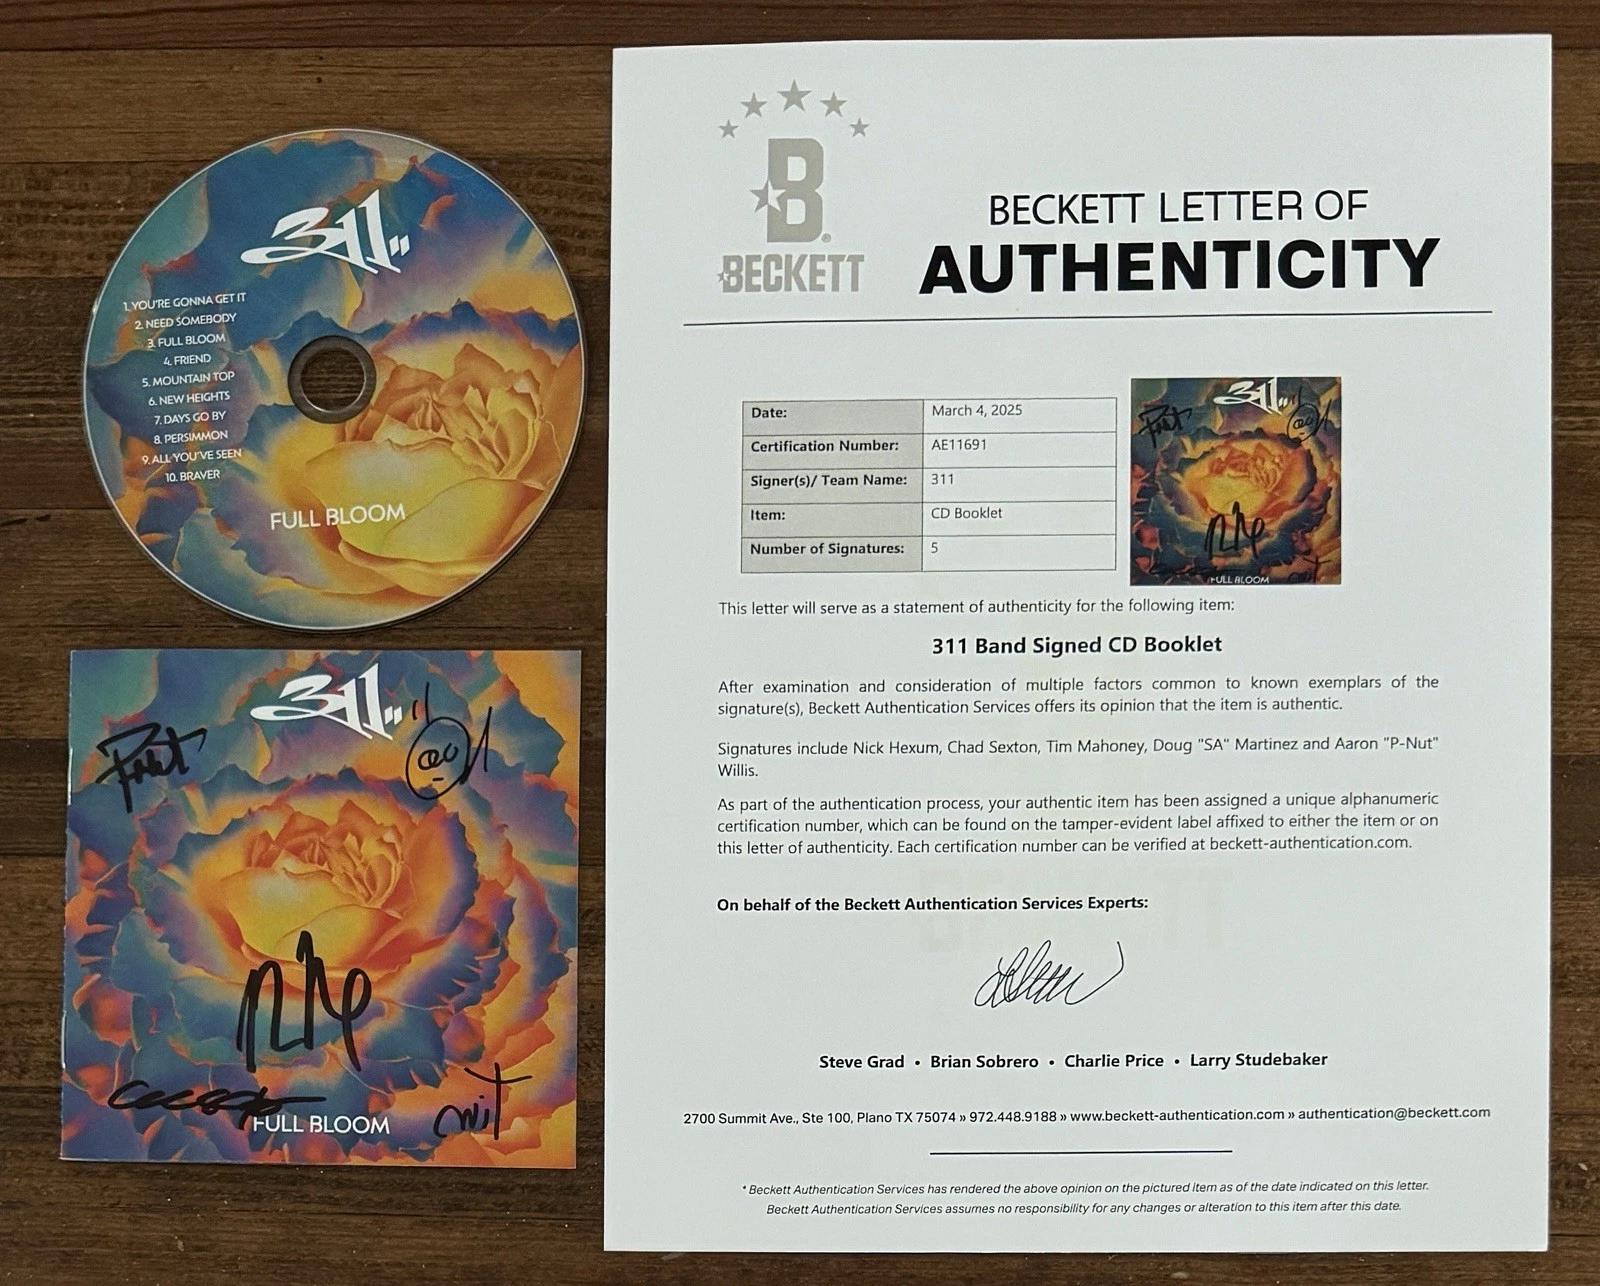 311
1. YOU'RE GONNA GET IT
2. NEED SOMEBODY
3. FULL BLOOM
4. FRIEND
5. MOUNTAIN TOP
6. NEW HEIGHTS
7. DAYS GO BY
8. PERSIMMON
9. ALL YOU'VE SEEN
10. BRAVER
FULL BLOOM
311
FULL BLOOM
B®
BECKETT
BECKETT LETTER OF
AUTHENTICITY
Date: March 4, 2025
Certification Number: AE11691
Signer(s)/ Team Name: 311
Item: CD Booklet
Number of Signatures: 5
311
FULL BLOOM
This letter will serve as a statement of authenticity for the following item:
311 Band Signed CD Booklet
After examination and consideration of multiple factors common to known exemplars of the
signature(s), Beckett Authentication Services offers its opinion that the item is authentic.
Signatures include Nick Hexum, Chad Sexton, Tim Mahoney, Doug "SA" Martinez and Aaron "P-Nut"
Willis.
As part of the authentication process, your authentic item has been assigned a unique alphanumeric
certification number, which can be found on the tamper-evident label affixed to either the item or on
this letter of authenticity. Each certification number can be verified at beckett-authentication.com.
On behalf of the Beckett Authentication Services Experts:
Steve Grad • Brian Sobrero • Charlie Price • Larry Studebaker
2700 Summit Ave., Ste 100, Plano TX 75074 » 972.448.9188 » www.beckett-authentication.com » authentication@beckett.com
* Beckett Authentication Services has rendered the above opinion on the pictured item as of the date indicated on this letter.
Beckett Authentication Services assumes no responsibility for any changes or alteration to this item after this date.